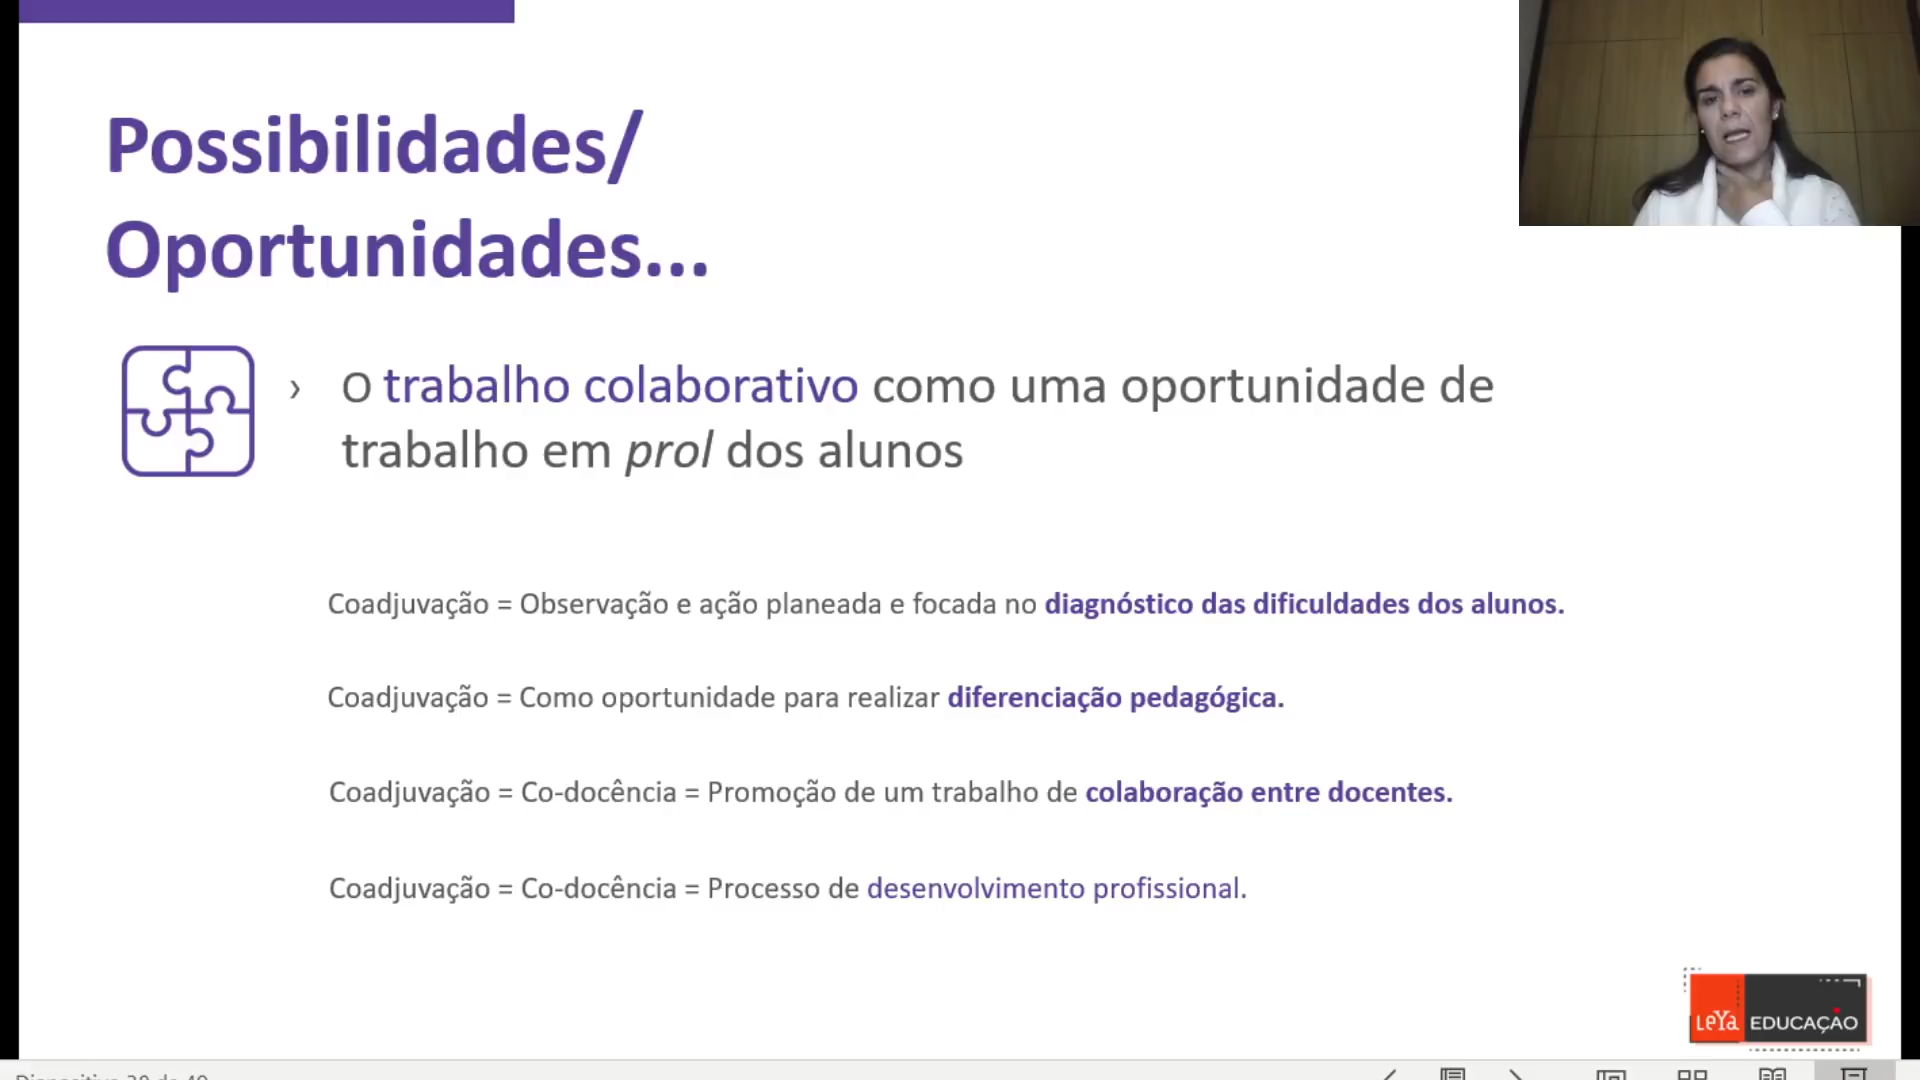 Possibilidades/
Oportunidades...
› O trabalho colaborativo como uma oportunidade de
trabalho em prol dos alunos
Coadjuvação = Observação e ação planeada e focada no diagnóstico das dificuldades dos alunos.
Coadjuvação = Como oportunidade para realizar diferenciação pedagógica.
Coadjuvação = Co-docência = Promoção de um trabalho de colaboração entre docentes.
Coadjuvação = Co-docência = Processo de desenvolvimento profissional.
LeYa EDUCAÇÃO